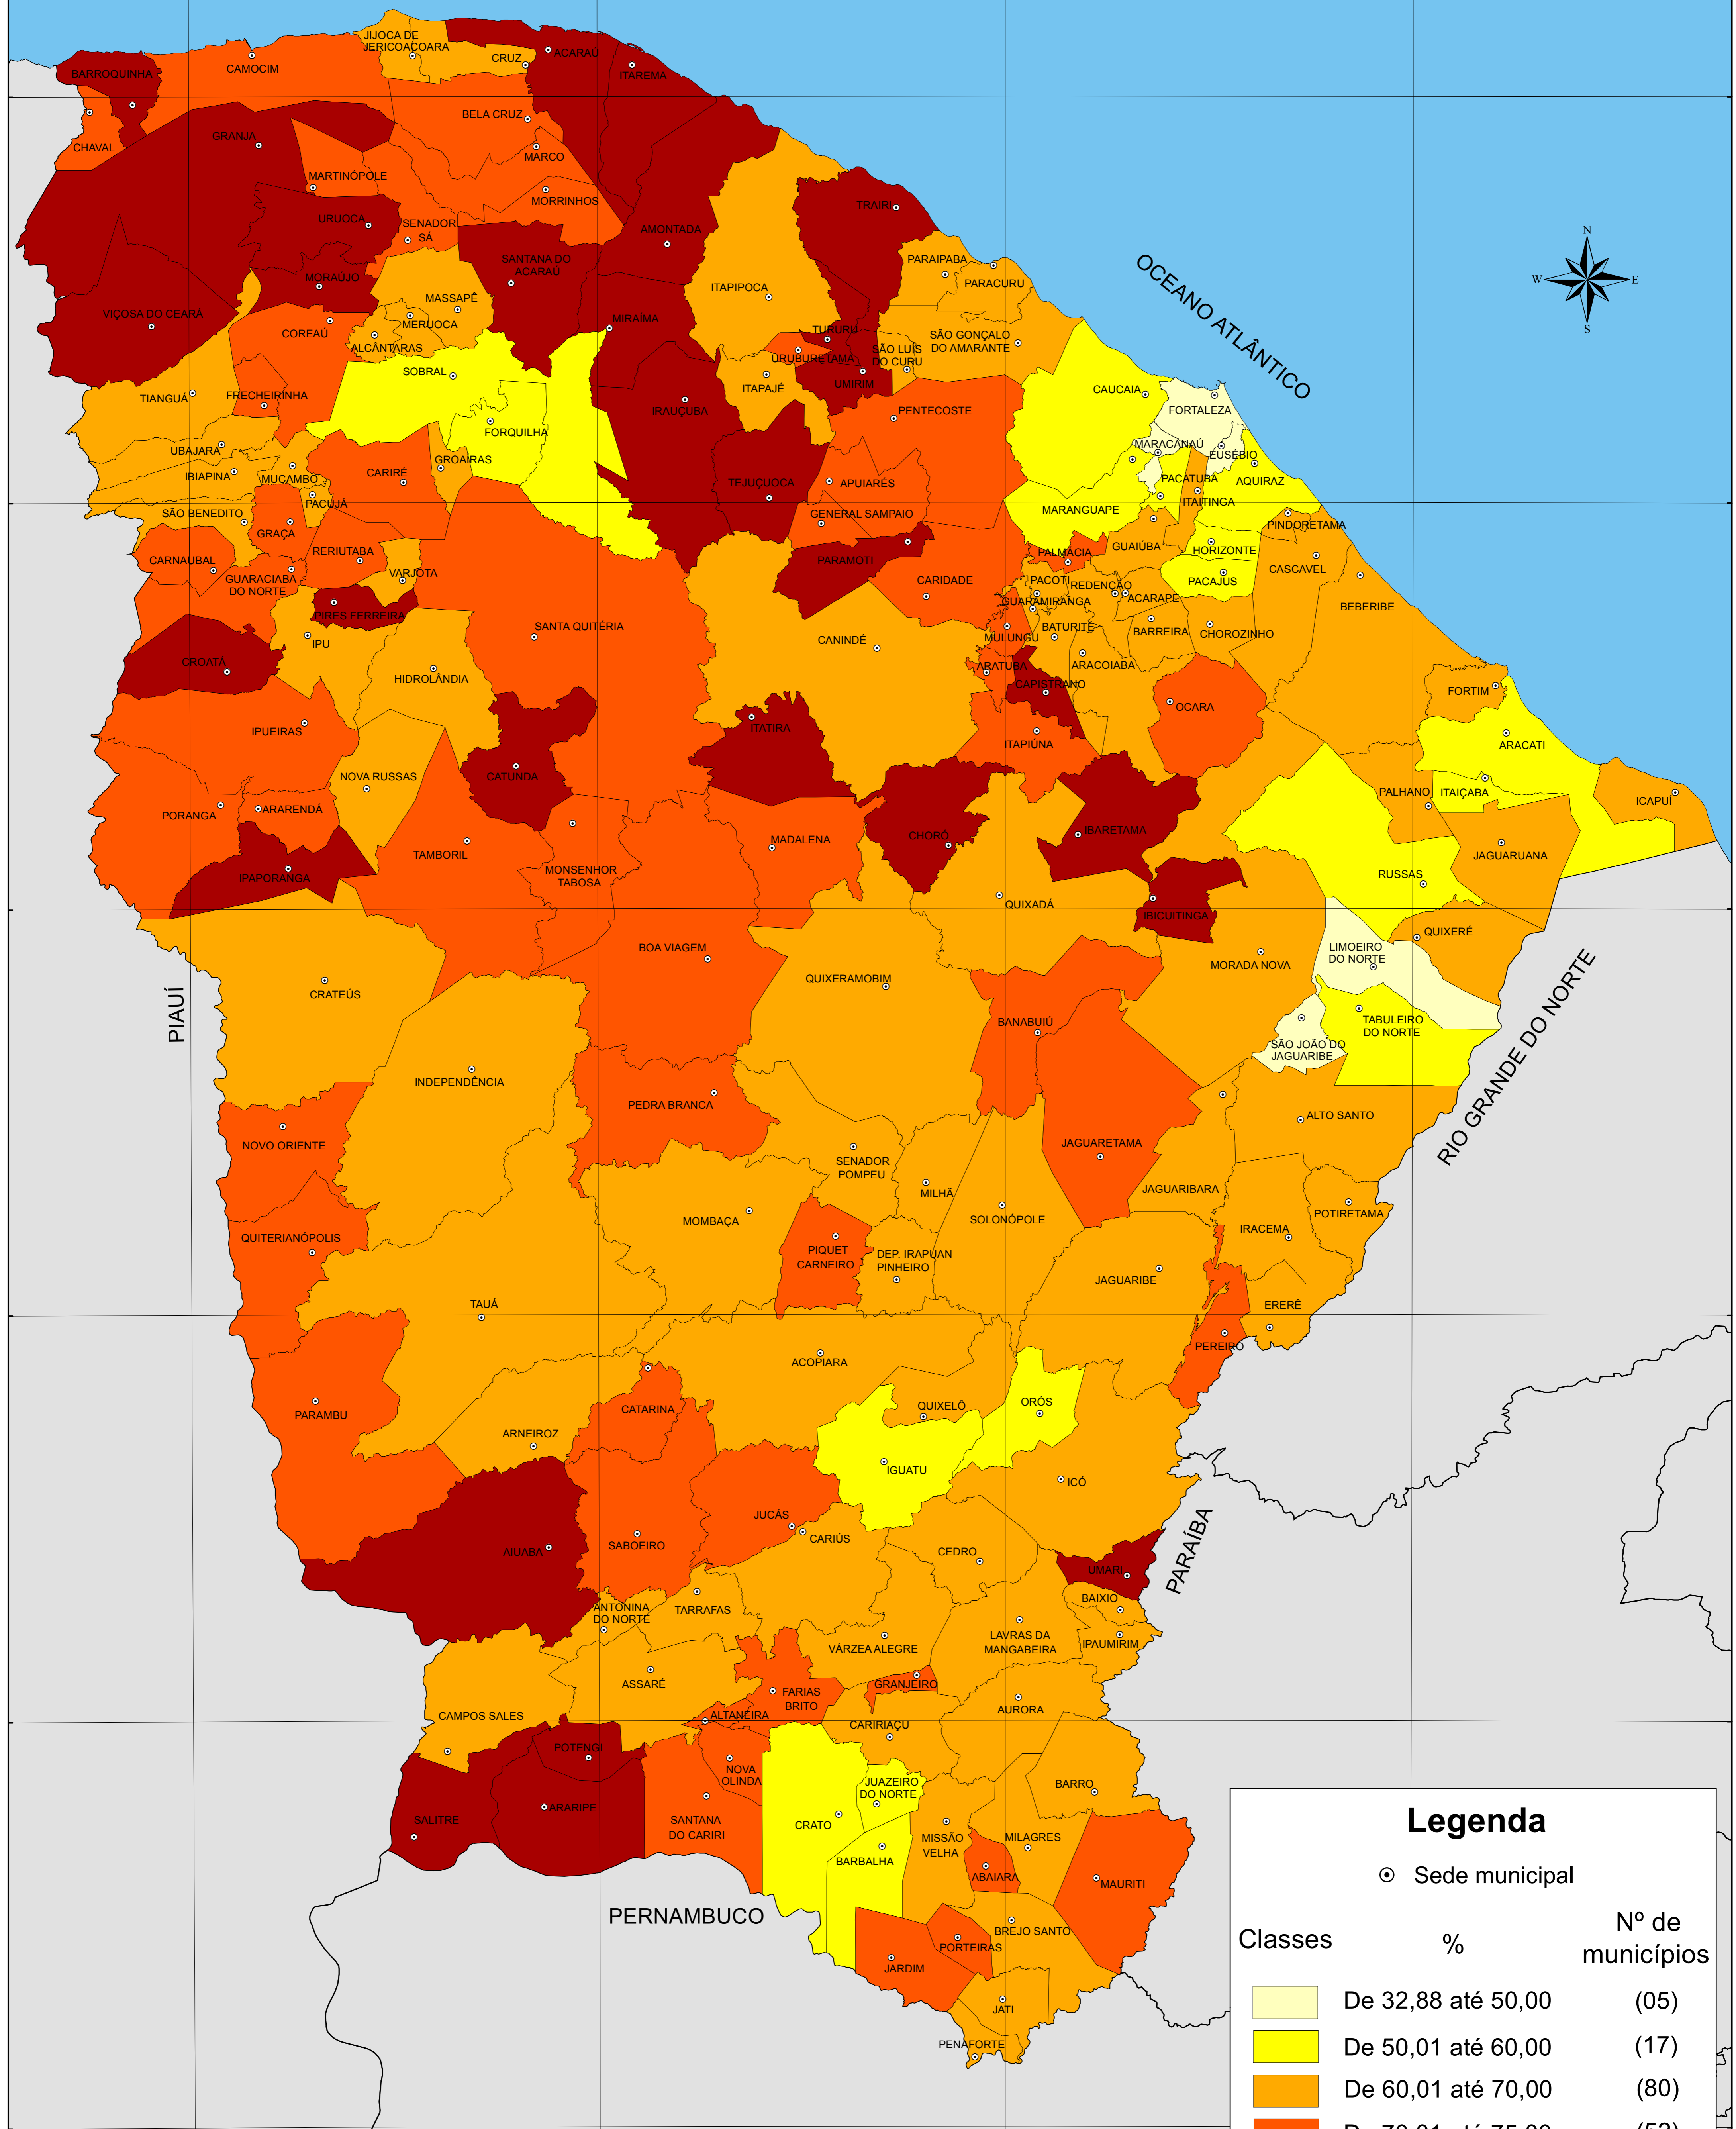 JIJOCA DE
JERICOACOARA
CRUZ
ACARAÚ
ITAREMA
CAMOCIM
BARROQUINHA
CHAVAL
GRANJA
BELA CRUZ
MARCO
MARTINÓPOLE
MORRINHOS
URUOCA
SENADOR
SÁ
AMONTADA
TRAIRI
SANTANA DO
ACARAÚ
MORAÚJO
PARAIPABA
PARACURU
OCEANO ATLÂNTICO
N
W
E
S
ITAPIPOCA
MASSAPÊ
MERUOCA
VIÇOSA DO CEARÁ
COREAÚ
ALCÂNTARAS
MIRAÍMA
TURURU
URUBURETAMA
SÃO LUÍS
DO CURU
SÃO GONÇALO
DO AMARANTE
SOBRAL
ITAPAJÉ
UMIRIM
TIANGUÁ
FRECHEIRINHA
IRAUÇUBA
PENTECOSTE
CAUCAIA
FORTALEZA
FORQUILHA
MARACANAÚ
EUSÉBIO
UBAJARA
GROAÍRAS
IBIAPINA
MUCAMBO
CARIRÉ
TEJUÇUOCA
APUIARÉS
PACATUBA
AQUIRAZ
ITAITINGA
PACUJÁ
SÃO BENEDITO
GENERAL SAMPAIO
MARANGUAPE
PINDORETAMA
GRAÇA
RERIUTABA
CARNAUBAL
GUARACIABA
DO NORTE
VARJOTA
PARAMOTI
PALMÁCIA
GUAIÚBA
HORIZONTE
CASCAVEL
CARIDADE
PACOTI
REDENÇÃO
PACAJUS
PIRES FERREIRA
GUARAMIRANGA
ACARAPE
BEBERIBE
IPU
SANTA QUITÉRIA
CANINDÉ
MULUNGU
BATURITÉ
BARREIRA
CHOROZINHO
CROATÁ
HIDROLÂNDIA
ARATUBA
ARACOIABA
CAPISTRANO
FORTIM
IPUEIRAS
ITATIRA
OCARA
ITAPIÚNA
ARACATI
NOVA RUSSAS
CATUNDA
PALHANO
ITAIÇABA
ICAPUÍ
PORANGA
ARARENDÁ
TAMBORIL
MADALENA
CHORÓ
IBARETAMA
JAGUARUANA
IPAPORANGA
MONSENHOR
TABOSA
RUSSAS
QUIXADÁ
IBICUITINGA
QUIXERÉ
BOA VIAGEM
LIMOEIRO
DO NORTE
MORADA NOVA
QUIXERAMOBIM
CRATEÚS
PIAUÍ
BANABUIÚ
TABULEIRO
DO NORTE
SÃO JOÃO DO
JAGUARIBE
RIO GRANDE DO NORTE
INDEPENDÊNCIA
PEDRA BRANCA
ALTO SANTO
NOVO ORIENTE
JAGUARETAMA
SENADOR
POMPEU
MILHÃ
JAGUARIBARA
MOMBAÇA
SOLONÓPOLE
POTIRETAMA
IRACEMA
QUITERIANÓPOLIS
PIQUET
CARNEIRO
DEP. IRAPUAN
PINHEIRO
JAGUARIBE
TAUÁ
ERERÊ
PEREIRO
ACOPIARA
PARAMBU
CATARINA
QUIXELÔ
ORÓS
ARNEIROZ
IGUATU
ICÓ
JUCÁS
CARIÚS
AIUABA
SABOEIRO
CEDRO
PARAÍBA
UMARI
BAIXIO
ANTONINA
DO NORTE
TARRAFAS
LAVRAS DA
MANGABEIRA
IPAUMIRIM
VÁRZEA ALEGRE
ASSARÉ
FARIAS
BRITO
GRANJEIRO
AURORA
CAMPOS SALES
ALTANEIRA
CARIRIAÇU
POTENGI
NOVA
OLINDA
JUAZEIRO
DO NORTE
BARRO
ARARIPE
SALITRE
SANTANA
DO CARIRI
CRATO
MISSÃO
VELHA
MILAGRES
BARBALHA
ABAIARA
MAURITI
PERNAMBUCO
BREJO SANTO
PORTEIRAS
JARDIM
JATI
PENAFORTE
Legenda
Sede municipal
Classes % Nº de
municípios
De 32,88 até 50,00 (05)
De 50,01 até 60,00 (17)
De 60,01 até 70,00 (80)
De 70,01 até 75,00 (52)